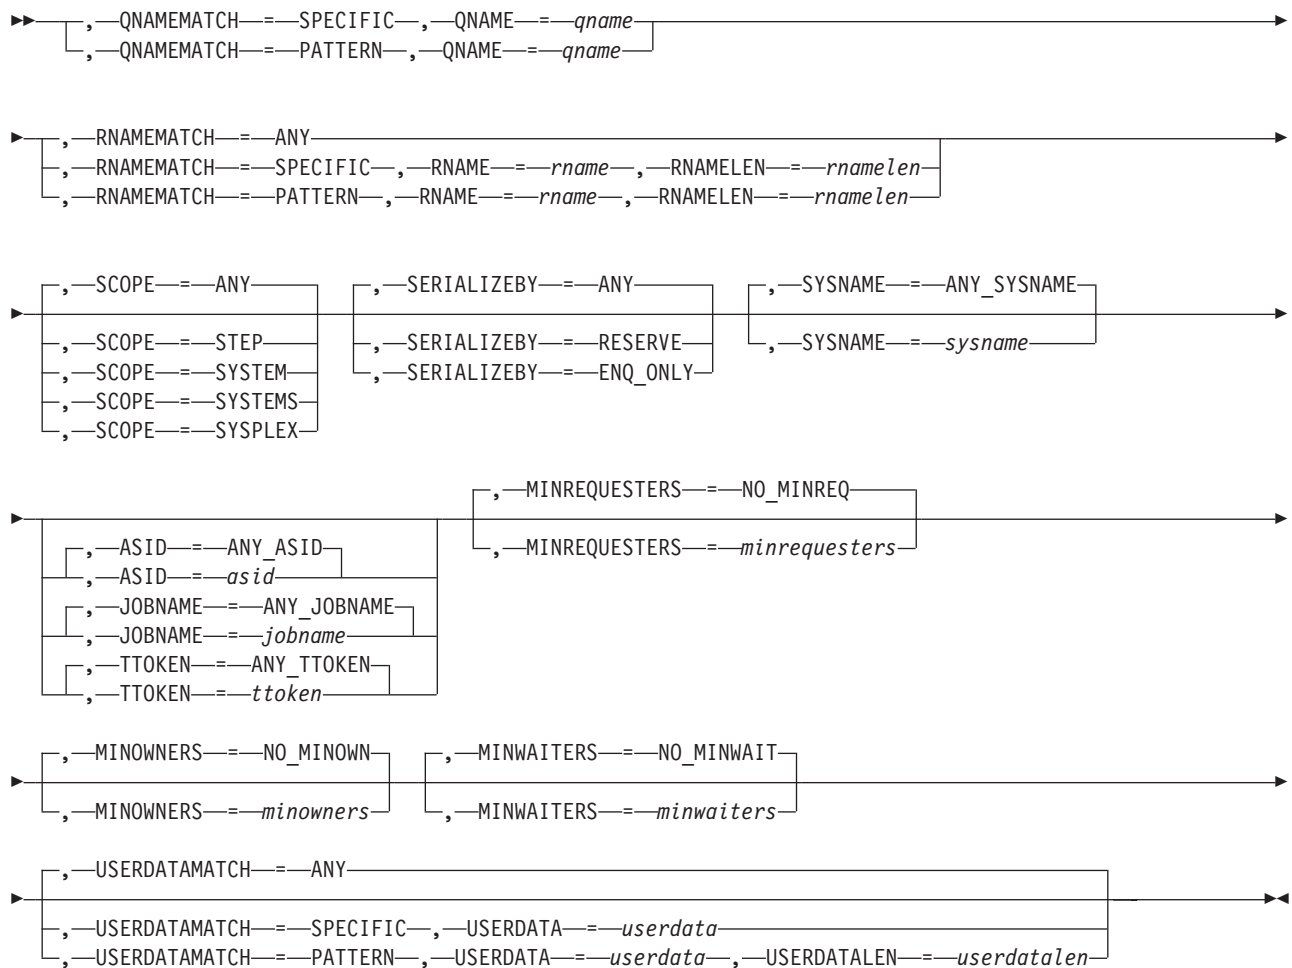 ,—QNAMEMATCH—=—SPECIFIC—,—QNAME—=—qname
,—QNAMEMATCH—=—PATTERN—,—QNAME—=—qname
,—RNAMEMATCH—=—ANY
,—RNAMEMATCH—=—SPECIFIC—,—RNAME—=—rname—,—RNAMELEN—=—rnamelen
,—RNAMEMATCH—=—PATTERN—,—RNAME—=—rname—,—RNAMELEN—=—rnamelen
,—SCOPE—=—ANY ,—SERIALIZEBY—=—ANY ,—SYSNAME—=—ANY_SYSNAME
,—SCOPE—=—STEP ,—SERIALIZEBY—=—RESERVE ,—SYSNAME—=—sysname
,—SCOPE—=—SYSTEM ,—SERIALIZEBY—=—ENQ_ONLY
,—SCOPE—=—SYSTEMS
,—SCOPE—=—SYSPLEX
,—MINREQUESTERS—=—NO_MINREQ
,—ASID—=—ANY_ASID ,—MINREQUESTERS—=—minrequesters
,—ASID—=—asid
,—JOBNAME—=—ANY_JOBNAME
,—JOBNAME—=—jobname
,—TTOKEN—=—ANY_TTOKEN
,—TTOKEN—=—ttoken
,—MINOWNERS—=—NO_MINOWN ,—MINWAITERS—=—NO_MINWAIT
,—MINOWNERS—=—minowners ,—MINWAITERS—=—minwaiters
,—USERDATAMATCH—=—ANY
,—USERDATAMATCH—=—SPECIFIC—,—USERDATA—=—userdata
,—USERDATAMATCH—=—PATTERN—,—USERDATA—=—userdata—,—USERDATALEN—=—userdatalen